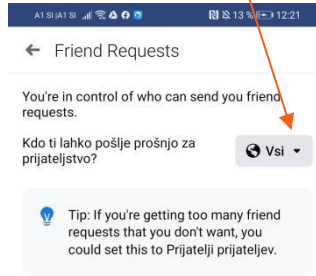 A1 SI |A1 SI 13 % 12:21
Friend Requests
You're in control of who can send you friend
requests.
Kdo ti lahko pošlje prošnjo za
prijateljstvo?
Vsi
Tip: If you're getting too many friend
requests that you don't want, you
could set this to Prijatelji prijateljev.